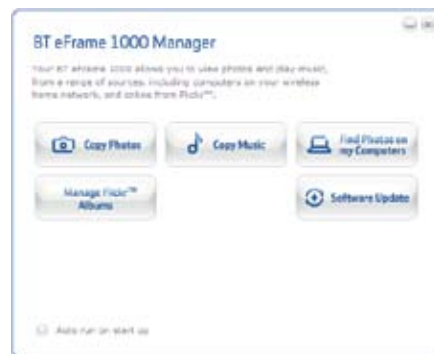 BT eFrame 1000 Manager
Your BT eFrame 1000 allows you to view photos and play music,
from a range of sources, including computers on your wireless
home network, and online from Flickr™.
Copy Photos
Copy Music
Find Photos on
my Computers
Manage Flickr™
Albums
Software Update
Auto run on start up